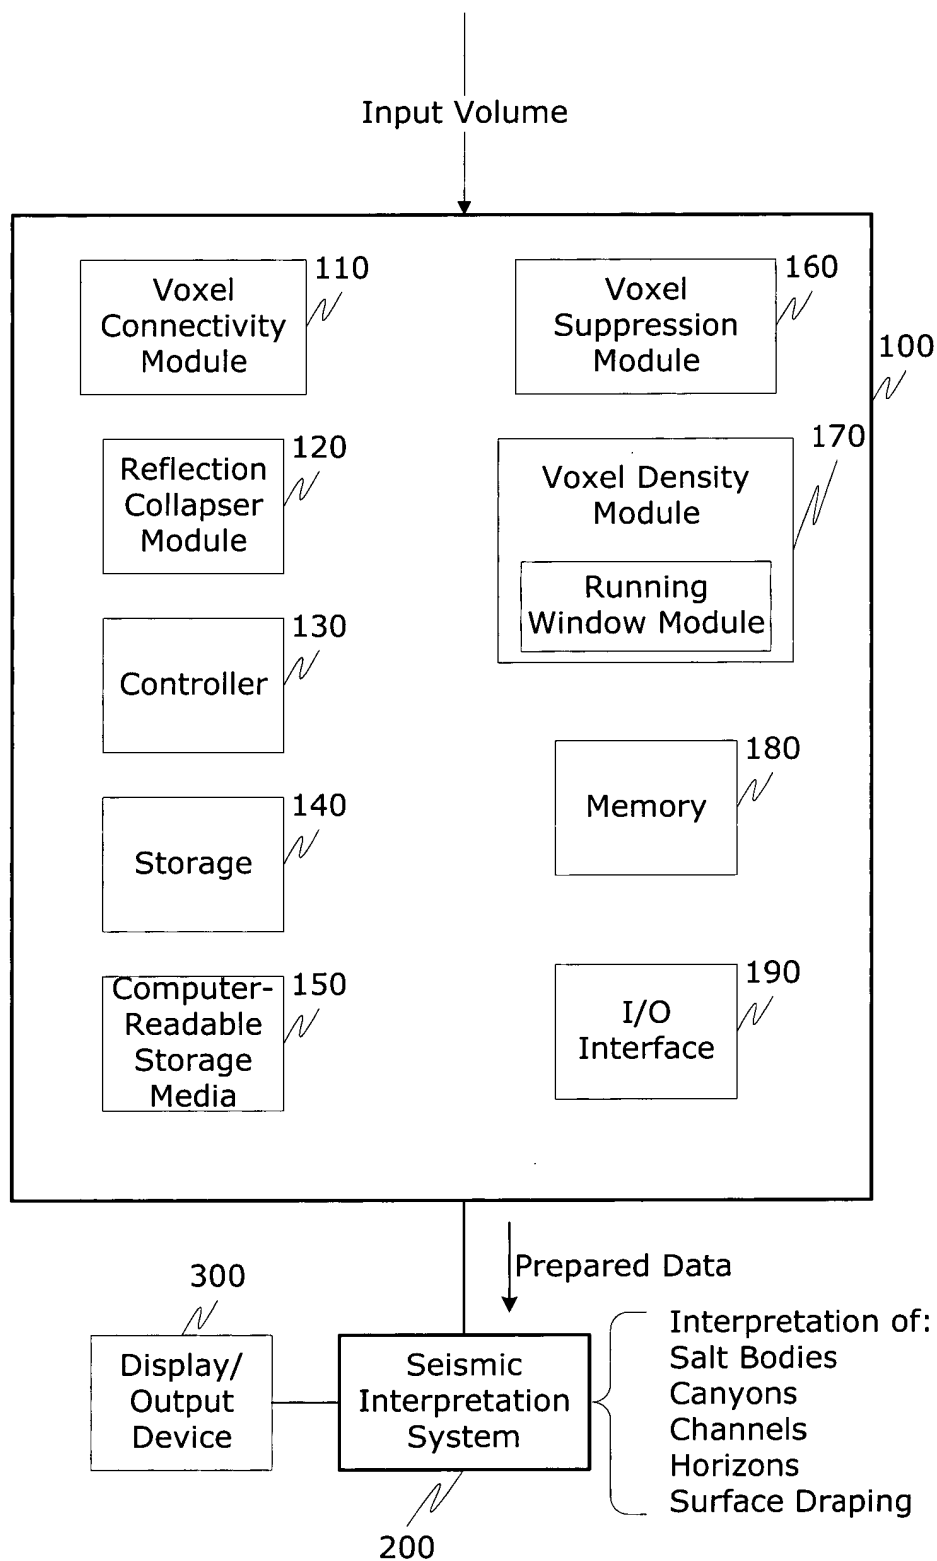 Input Volume
110
Voxel
Connectivity
Module
160
Voxel
Suppression
Module
100
120
Reflection
Collapser
Module
170
Voxel Density
Module
Running
Window Module
130
Controller
180
Memory
140
Storage
150
Computer-
Readable
Storage
Media
190
I/O
Interface
Prepared Data
300
Display/
Output
Device
Seismic
Interpretation
System
200
Interpretation of:
Salt Bodies
Canyons
Channels
Horizons
Surface Draping